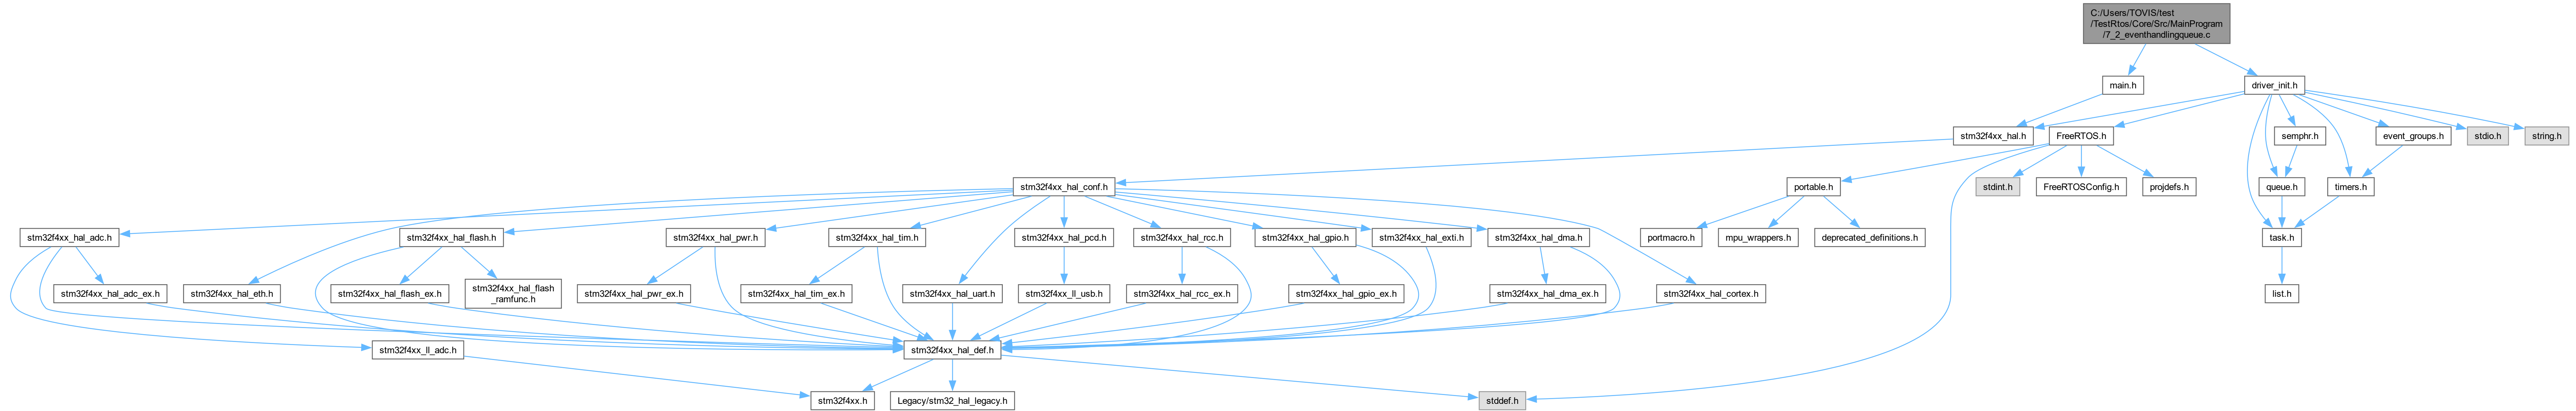 C:/Users/TOVIS/test
/TestRtos/Core/Src/MainProgram
/7_2_eventhandlingqueue.c
main.h
driver_init.h
stm32f4xx_hal.h
FreeRTOS.h
semphr.h
event_groups.h
stdio.h
string.h
stm32f4xx_hal_conf.h
portable.h
stdint.h
FreeRTOSConfig.h
projdefs.h
queue.h
timers.h
stm32f4xx_hal_adc.h
stm32f4xx_hal_flash.h
stm32f4xx_hal_pwr.h
stm32f4xx_hal_tim.h
stm32f4xx_hal_pcd.h
stm32f4xx_hal_rcc.h
stm32f4xx_hal_gpio.h
stm32f4xx_hal_exti.h
stm32f4xx_hal_dma.h
portmacro.h
mpu_wrappers.h
deprecated_definitions.h
task.h
stm32f4xx_hal_adc_ex.h
stm32f4xx_hal_eth.h
stm32f4xx_hal_flash_ex.h
stm32f4xx_hal_flash
_ramfunc.h
stm32f4xx_hal_pwr_ex.h
stm32f4xx_hal_tim_ex.h
stm32f4xx_hal_uart.h
stm32f4xx_ll_usb.h
stm32f4xx_hal_rcc_ex.h
stm32f4xx_hal_gpio_ex.h
stm32f4xx_hal_dma_ex.h
stm32f4xx_hal_cortex.h
list.h
stm32f4xx_ll_adc.h
stm32f4xx_hal_def.h
stm32f4xx.h
Legacy/stm32_hal_legacy.h
stddef.h